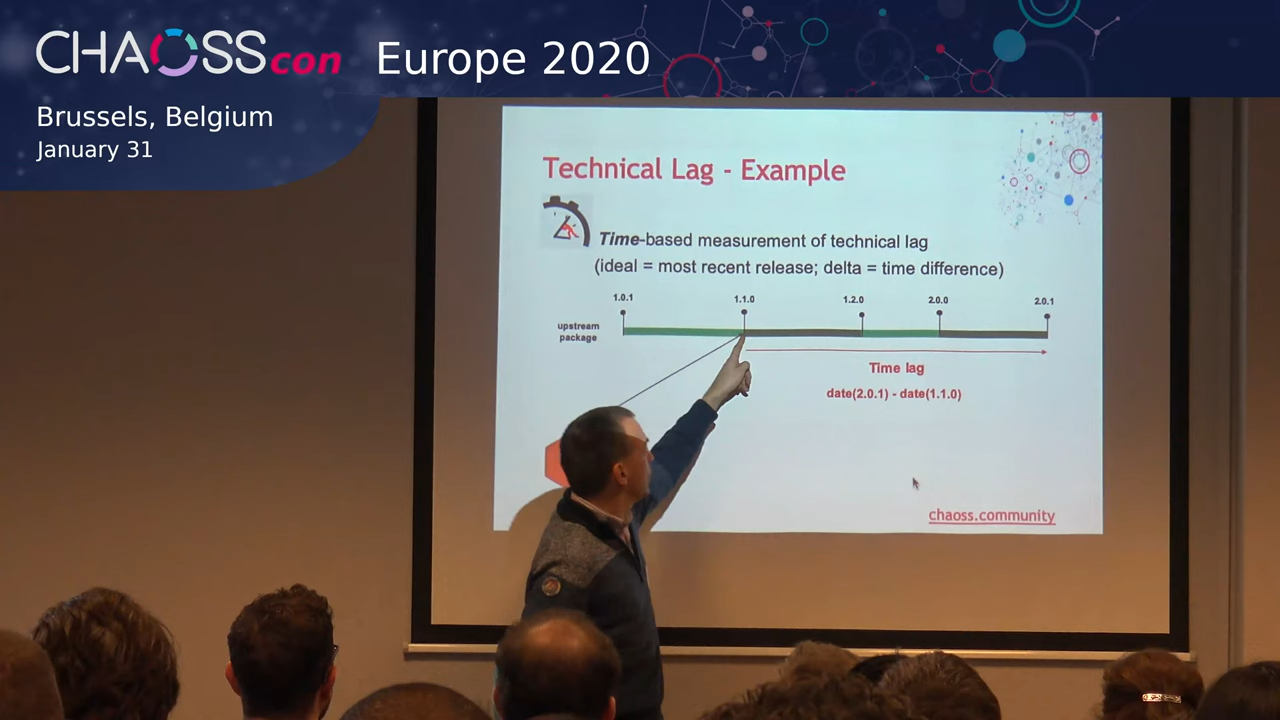 CHAOSScon Europe 2020
Brussels, Belgium
January 31
Technical Lag - Example
Time-based measurement of technical lag
(ideal = most recent release; delta = time difference)
1.0.1 1.1.0 1.2.0 2.0.0 2.0.1
upstream
package
Time lag
date(2.0.1) - date(1.1.0)
chaoss.community